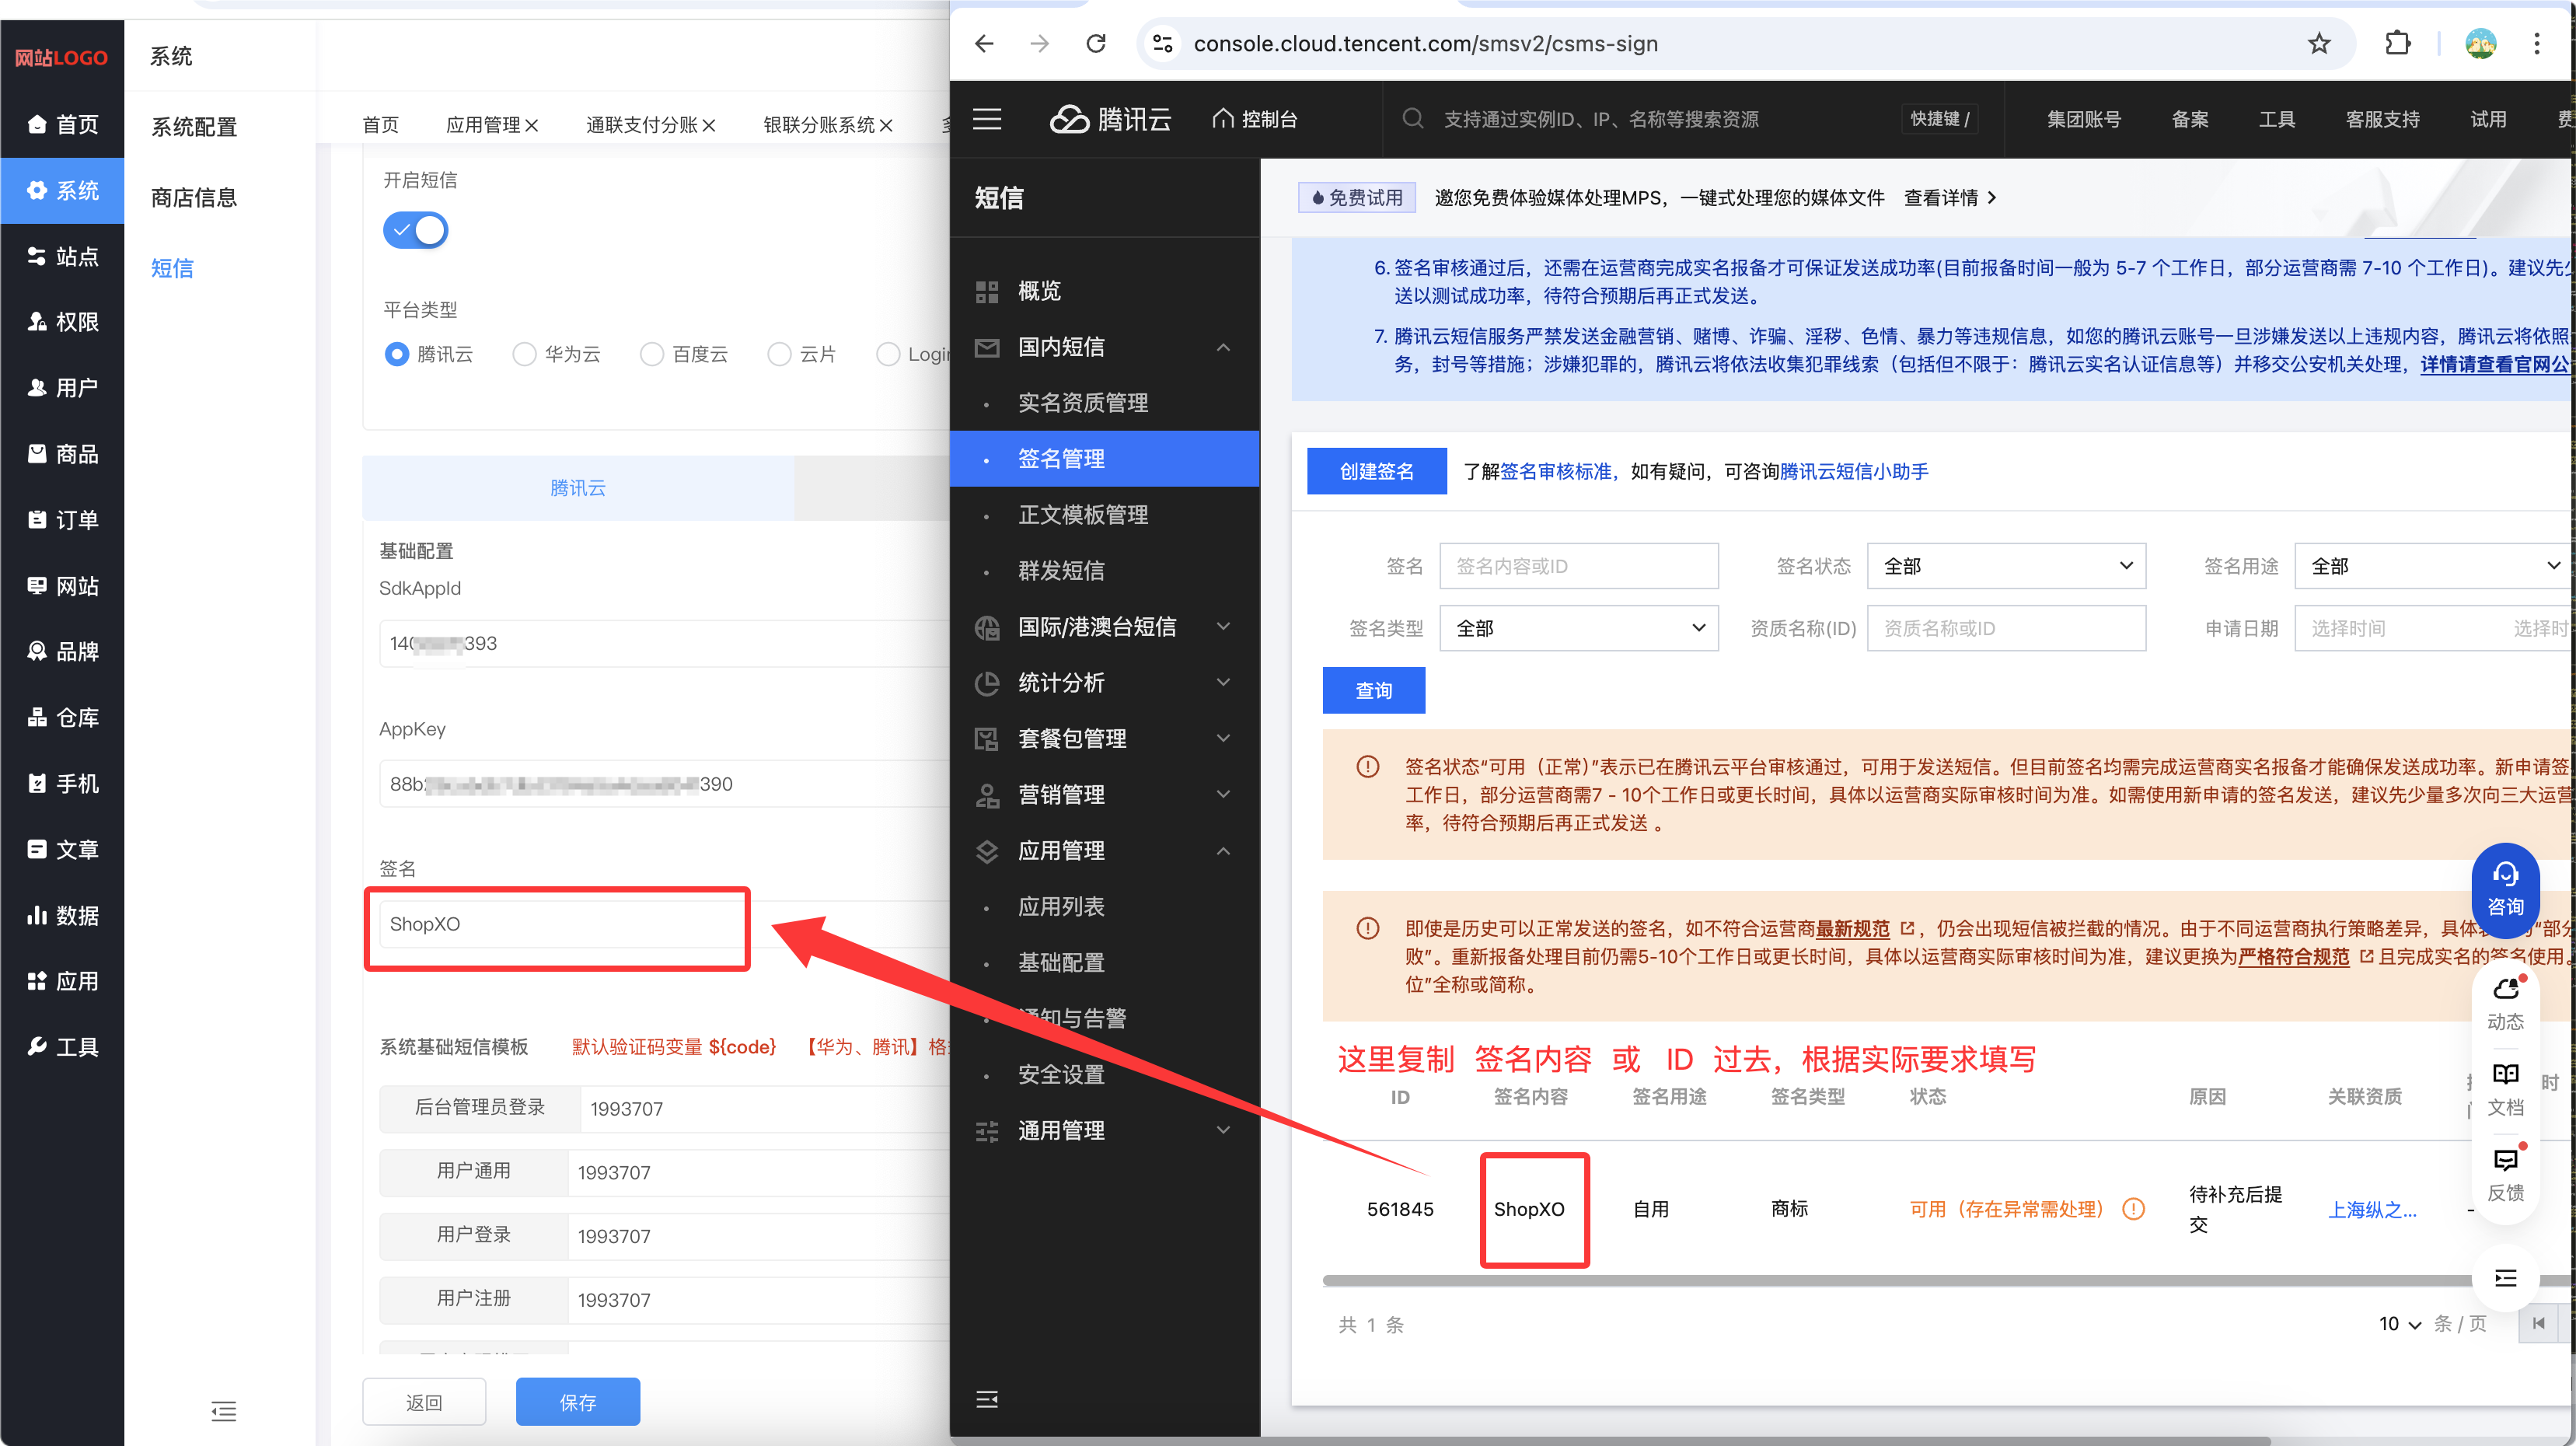 网站LOGO
首页
系统
站点
权限
用户
商品
订单
网站
品牌
仓库
手机
文章
数据
应用
工具
系统
系统配置
商店信息
短信
首页
应用管理
通联支付分账
银联分账系统
开启短信
平台类型
腾讯云
华为云
百度云
云片
腾讯云
基础配置
SdkAppId
140 393
AppKey
88b 390
签名
ShopXO
系统基础短信模板
默认验证码变量 ${code}
【华为、腾讯】
后台管理员登录 1993707
用户通用 1993707
用户登录 1993707
用户注册 1993707
返回
保存
console.cloud.tencent.com/smsv2/csms-sign
腾讯云
控制台
支持通过实例ID、IP、名称等搜索资源
快捷键 /
集团账号
备案
工具
客服支持
试用
短信
概览
国内短信
实名资质管理
签名管理
正文模板管理
群发短信
国际/港澳台短信
统计分析
套餐包管理
营销管理
应用管理
应用列表
基础配置
通知与告警
安全设置
通用管理
免费试用
邀您免费体验媒体处理MPS，一键式处理您的媒体文件 查看详情
6. 签名审核通过后，还需在运营商完成实名报备才可保证发送成功率(目前报备时间一般为 5-7 个工作日，部分运营商需 7-10 个工作日)。建议先
送以测试成功率，待符合预期后再正式发送。
7. 腾讯云短信服务严禁发送金融营销、赌博、诈骗、淫秽、色情、暴力等违规信息，如您的腾讯云账号一旦涉嫌发送以上违规内容，腾讯云将依照
务，封号等措施；涉嫌犯罪的，腾讯云将依法收集犯罪线索（包括但不限于：腾讯云实名认证信息等）并移交公安机关处理，详情请查看官网公
创建签名
了解签名审核标准，如有疑问，可咨询腾讯云短信小助手
签名 签名内容或ID
签名状态 全部
签名用途 全部
签名类型 全部
资质名称(ID) 资质名称或ID
申请日期 选择时间 选择时
查询
签名状态“可用（正常）”表示已在腾讯云平台审核通过，可用于发送短信。但目前签名均需完成运营商实名报备才能确保发送成功率。新申请签
工作日，部分运营商需7 - 10个工作日或更长时间，具体以运营商实际审核时间为准。如需使用新申请的签名发送，建议先少量多次向三大运营
率，待符合预期后再正式发送 。
即使是历史可以正常发送的签名，如不符合运营商最新规范，仍会出现短信被拦截的情况。由于不同运营商执行策略差异，具体 “部分
败”。重新报备处理目前仍需5-10个工作日或更长时间，具体以运营商实际审核时间为准，建议更换为严格符合规范 且完成实名的签名使用。
位”全称或简称。
这里复制 签名内容 或 ID 过去，根据实际要求填写
ID
签名内容
签名用途
签名类型
状态
原因
关联资质
时
561845
ShopXO
自用
商标
可用（存在异常需处理）
待补充后提
交
上海纵之...
-
共 1 条
10
条 / 页
咨询
动态
文档
反馈